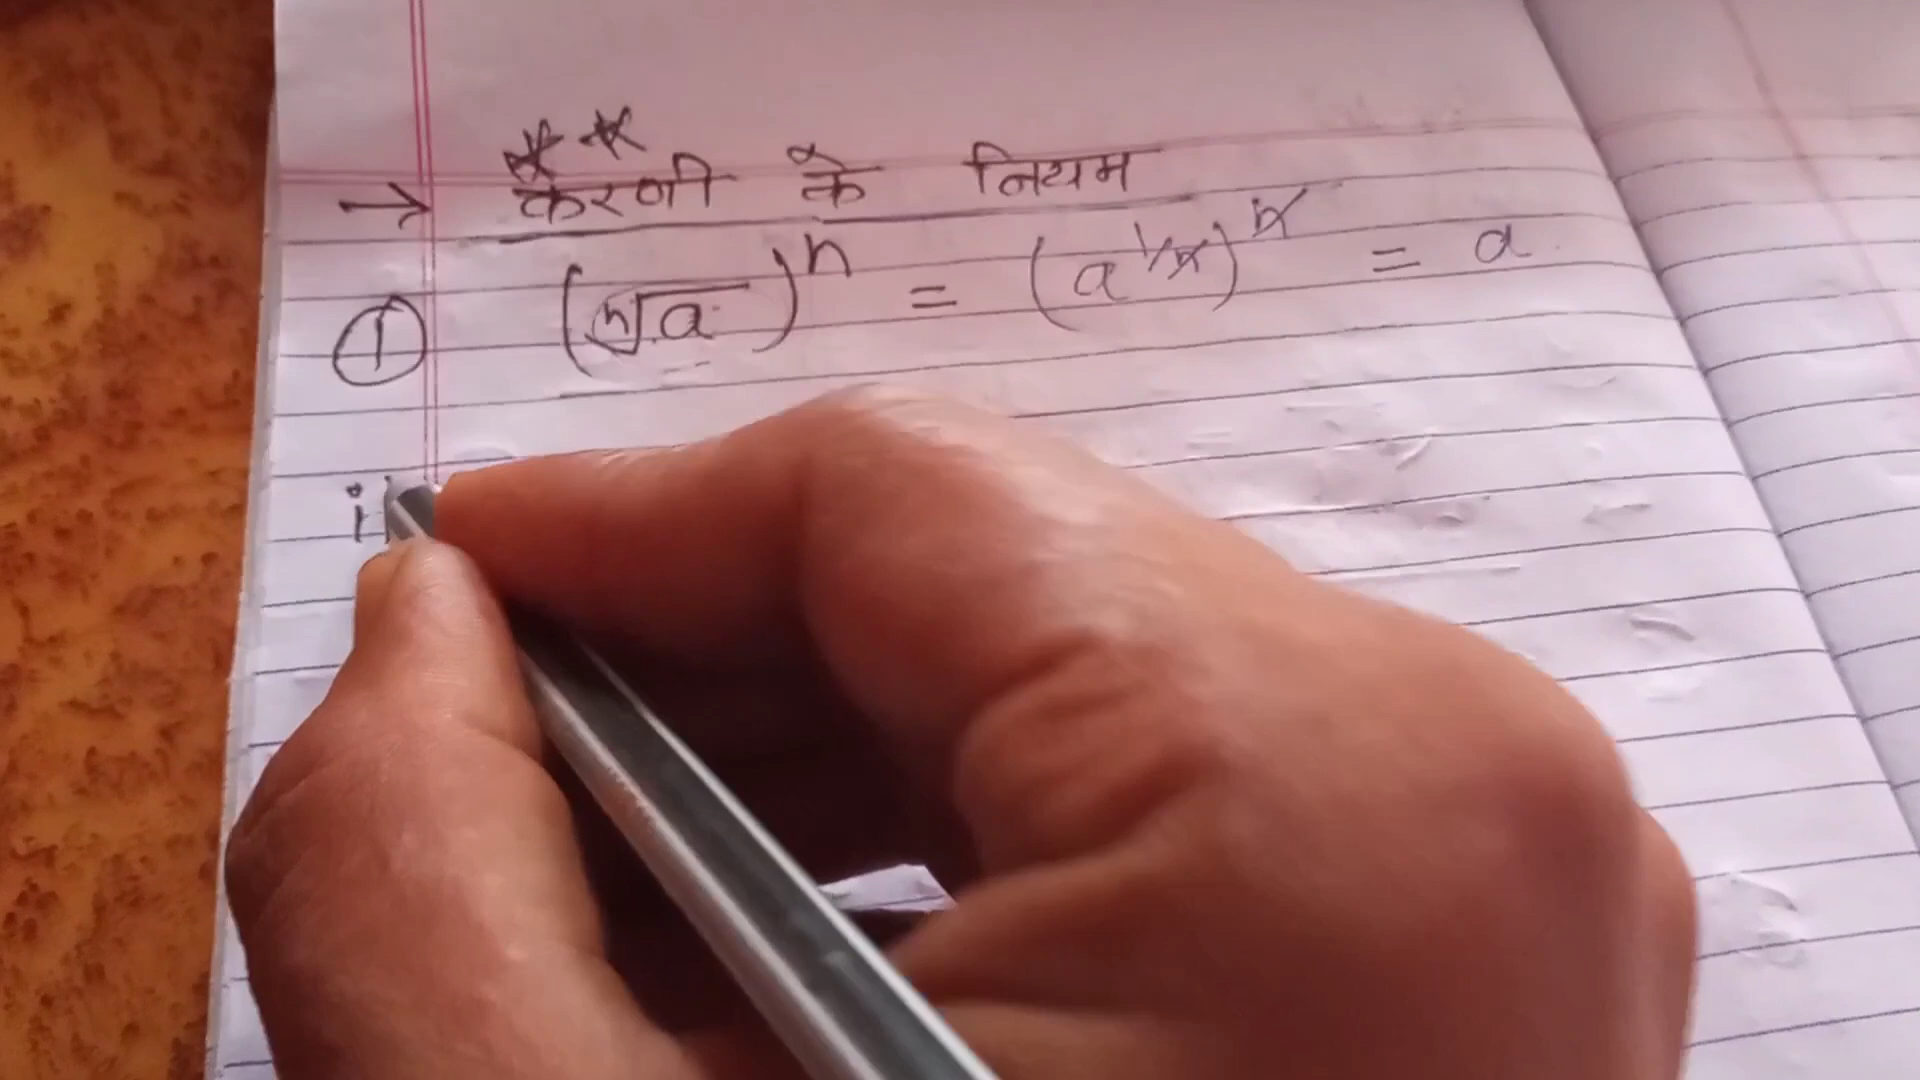 → करणी के नियम
① (ⁿ√a)ⁿ = (a^1/n)^n = a
i